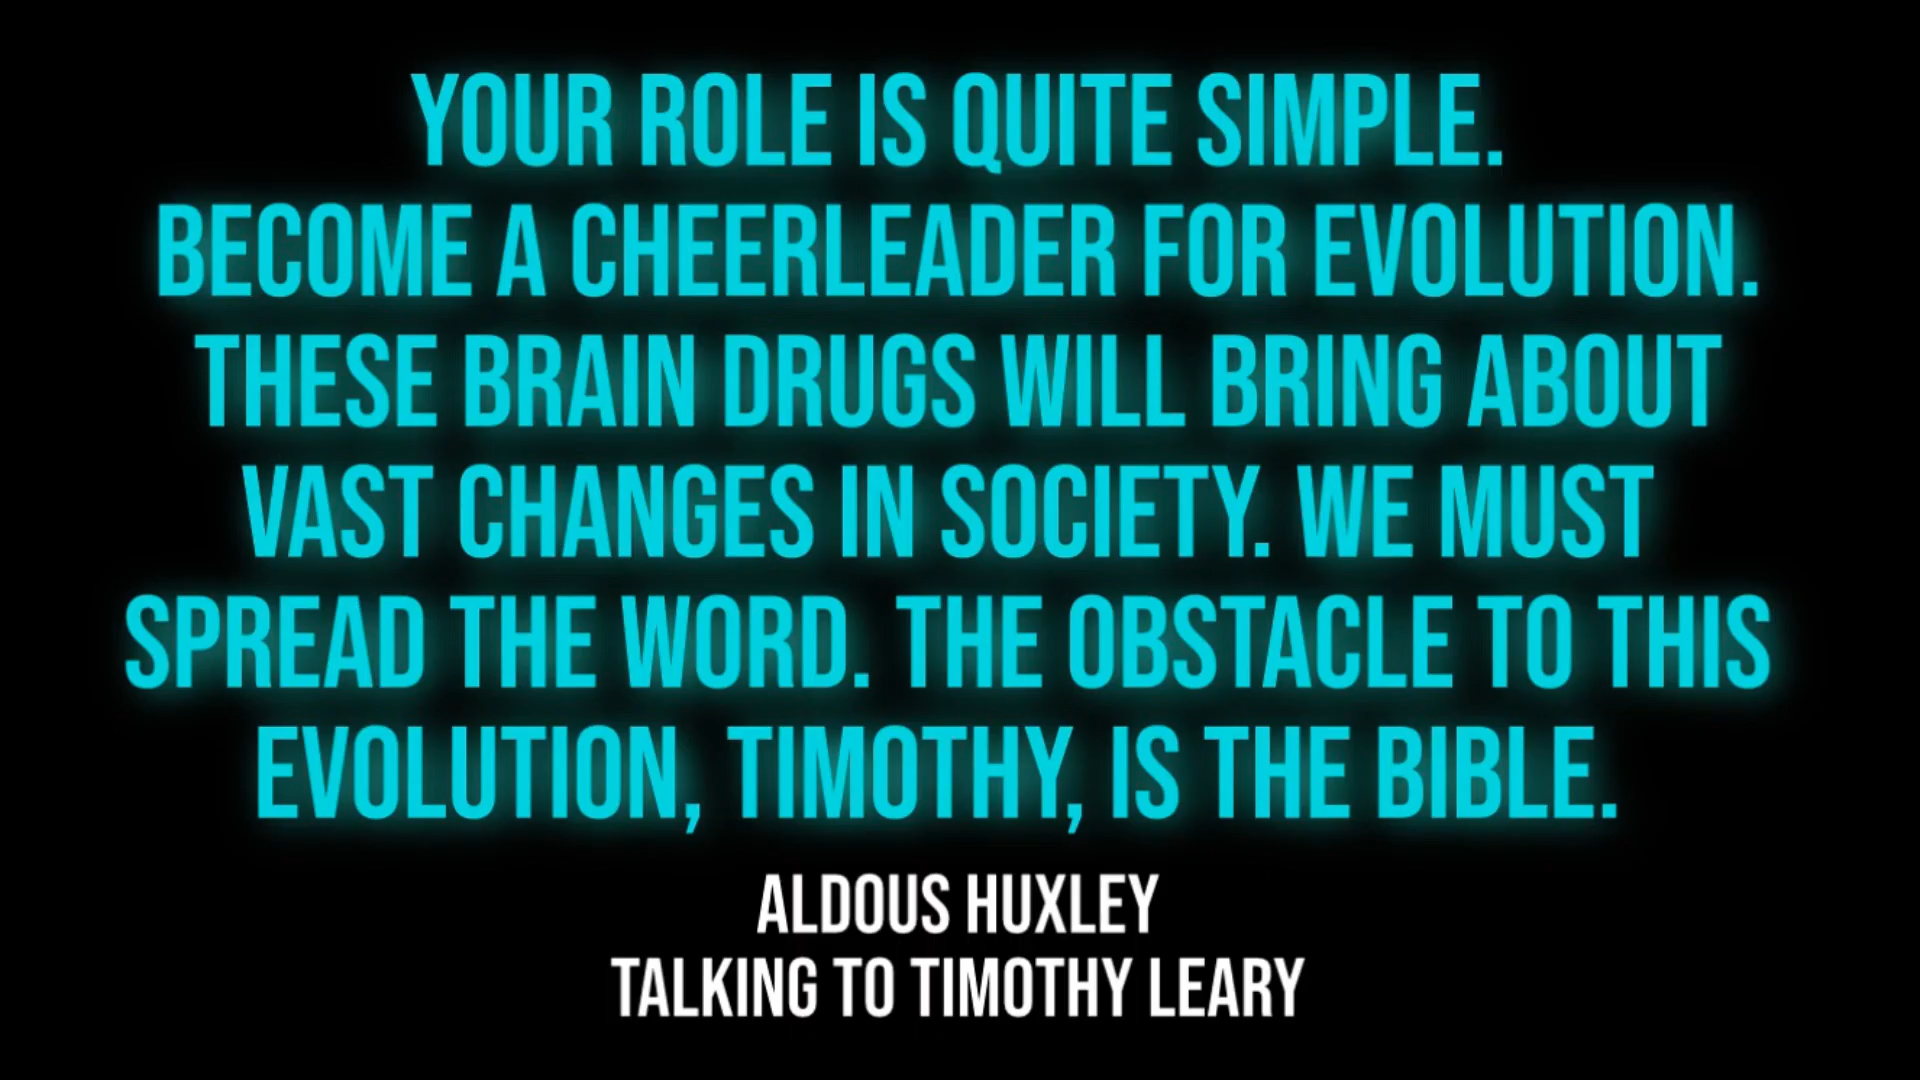 YOUR ROLE IS QUITE SIMPLE.
BECOME A CHEERLEADER FOR EVOLUTION.
THESE BRAIN DRUGS WILL BRING ABOUT
VAST CHANGES IN SOCIETY. WE MUST
SPREAD THE WORD. THE OBSTACLE TO THIS
EVOLUTION, TIMOTHY, IS THE BIBLE.
ALDOUS HUXLEY
TALKING TO TIMOTHY LEARY